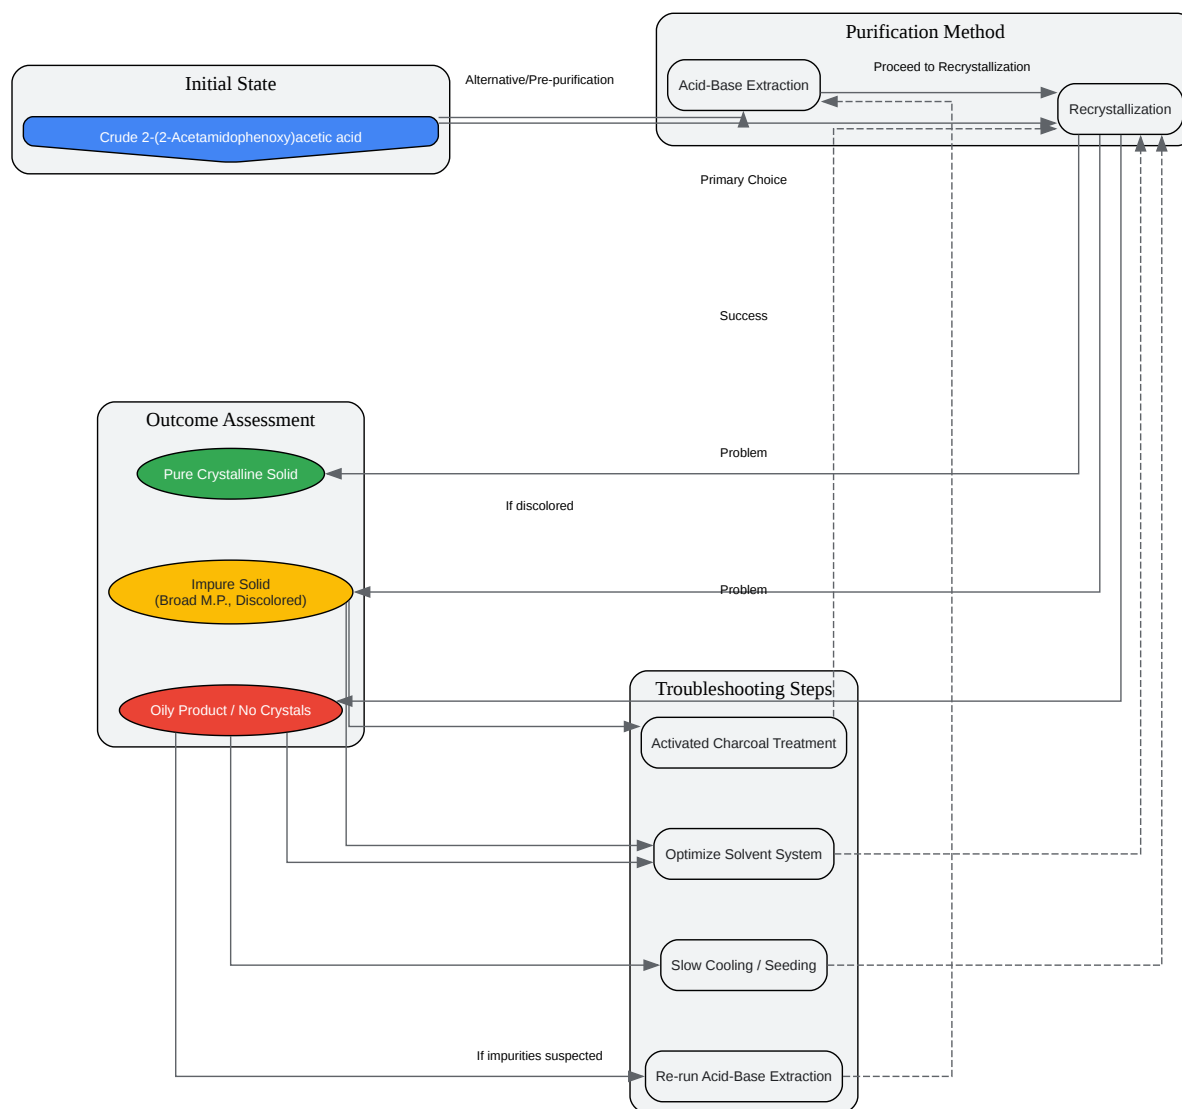 Purification Method
Initial State
Alternative/Pre-purification
Acid-Base Extraction
Proceed to Recrystallization
Recrystallization
Crude 2-(2-Acetamidophenoxy)acetic acid
Primary Choice
Success
Outcome Assessment
Problem
Pure Crystalline Solid
If discolored
Impure Solid
(Broad M.P., Discolored)
Problem
Troubleshooting Steps
Oily Product / No Crystals
Activated Charcoal Treatment
Optimize Solvent System
Slow Cooling / Seeding
If impurities suspected
Re-run Acid-Base Extraction